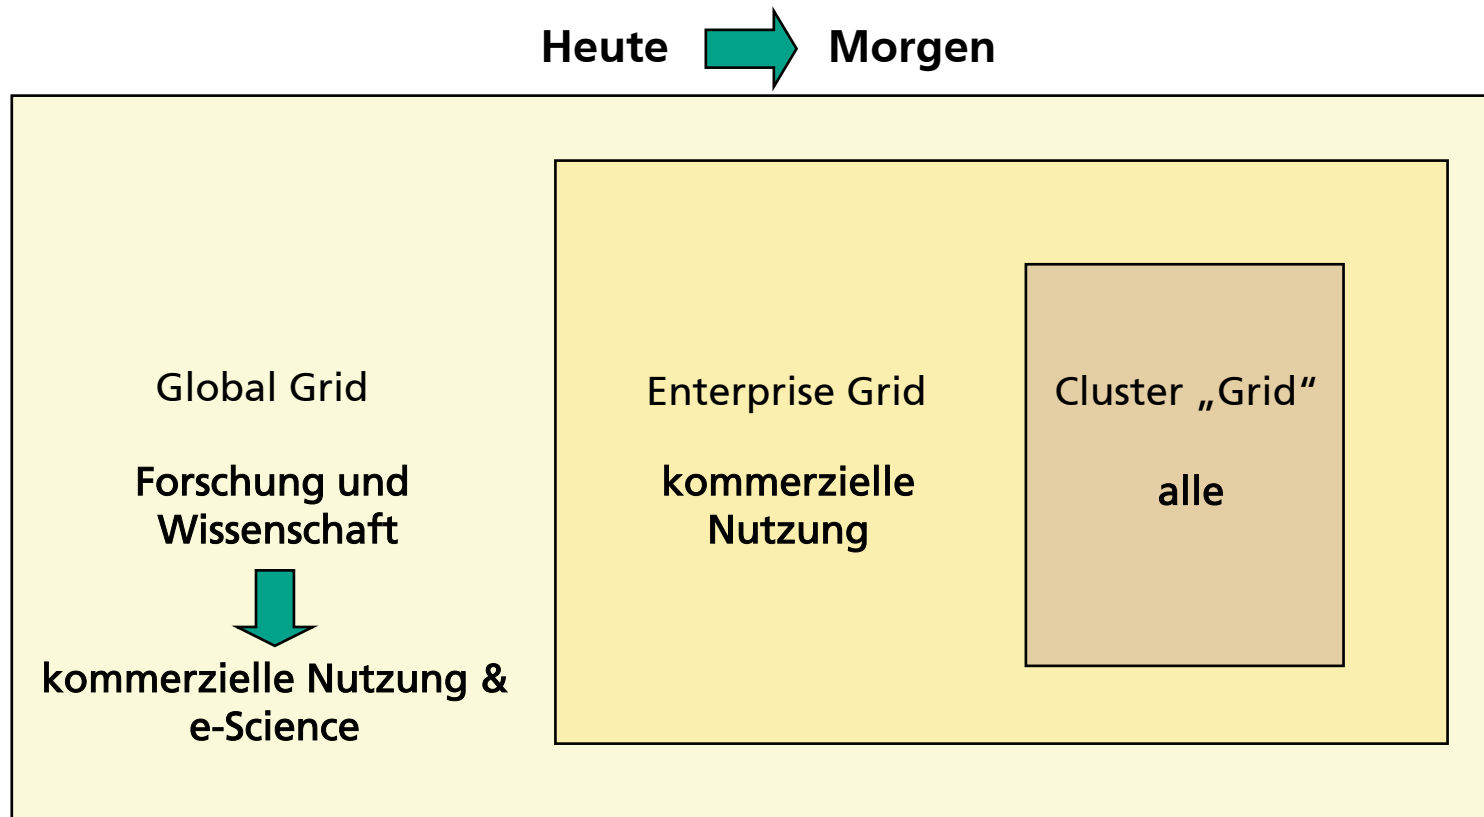 Heute Morgen
Global Grid
Forschung und
Wissenschaft
kommerzielle Nutzung &
e-Science
Enterprise Grid
kommerzielle
Nutzung
Cluster „Grid“
alle